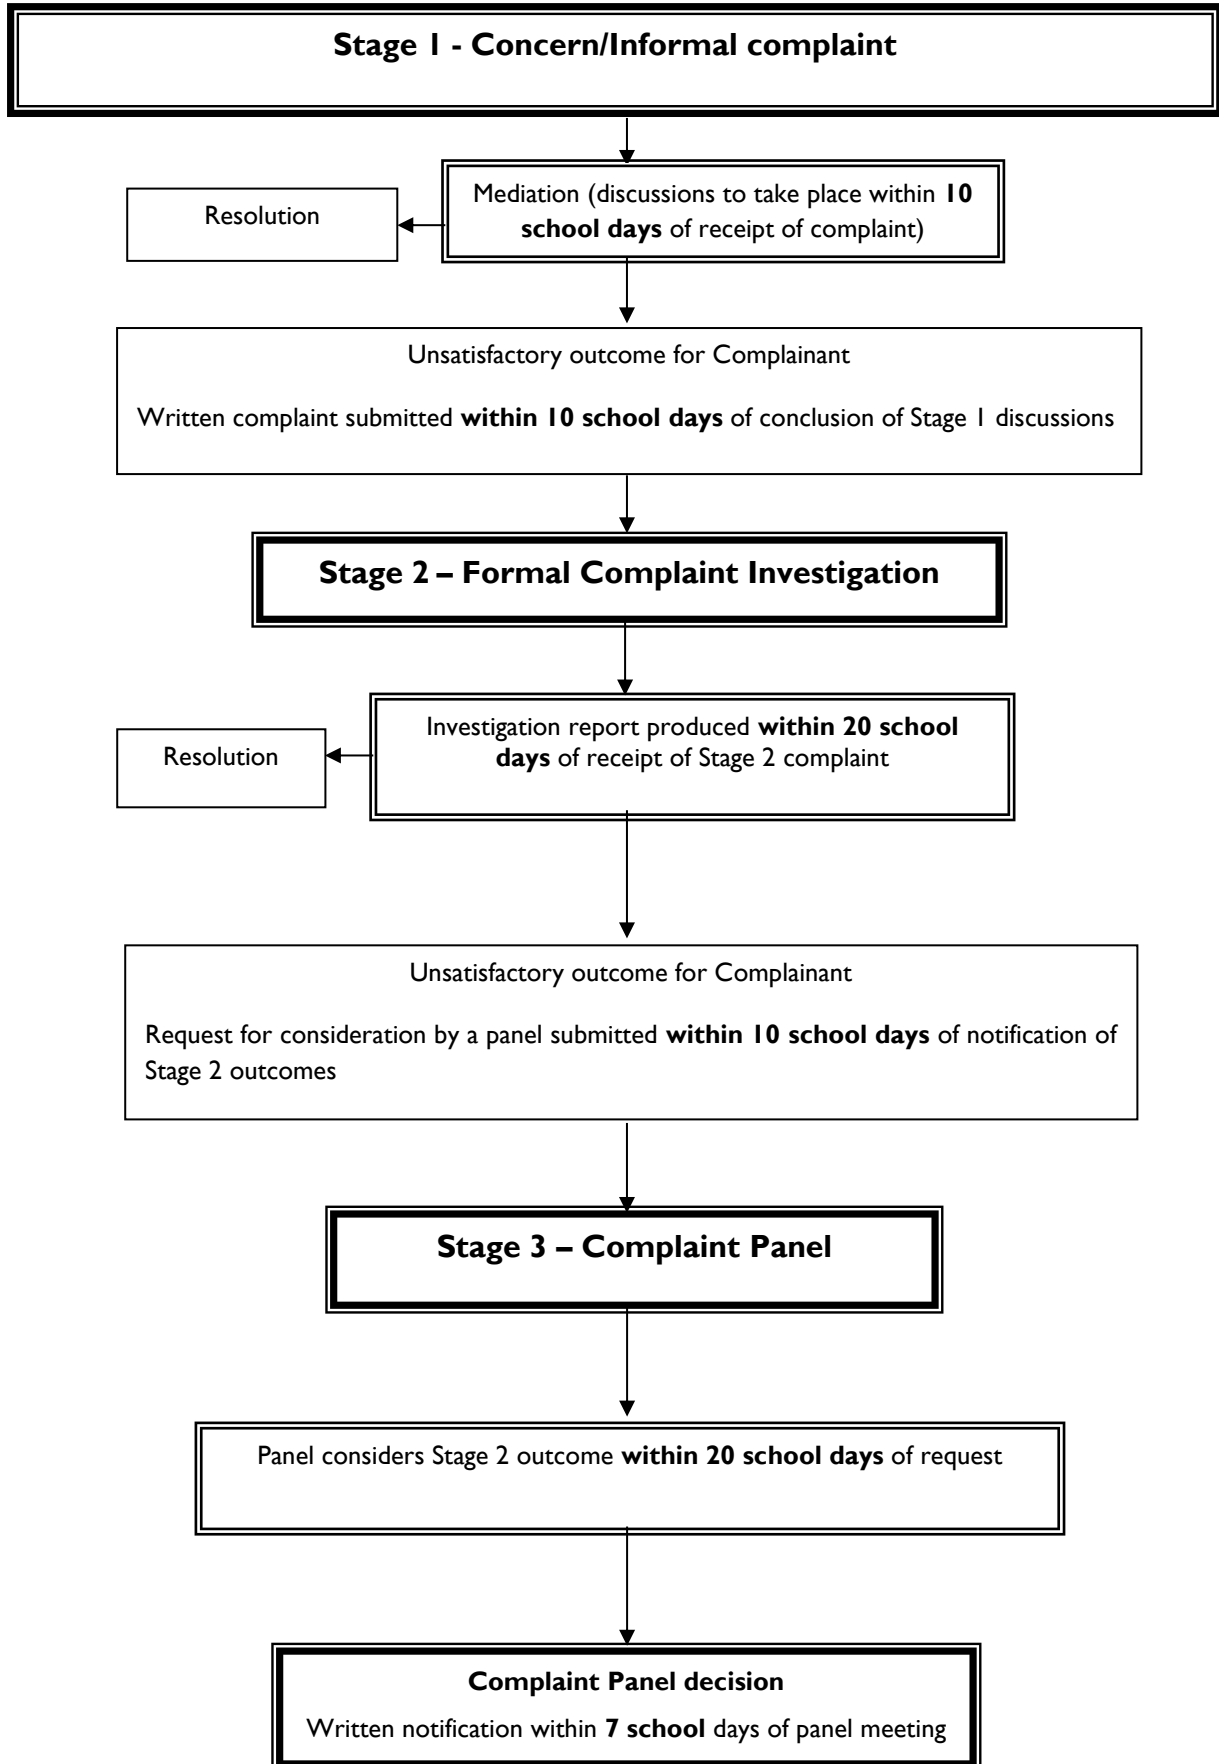 Stage 1 - Concern/Informal complaint
Mediation (discussions to take place within 10
school days of receipt of complaint)
Resolution
Unsatisfactory outcome for Complainant
Written complaint submitted within 10 school days of conclusion of Stage 1 discussions
Stage 2 – Formal Complaint Investigation
Investigation report produced within 20 school
days of receipt of Stage 2 complaint
Resolution
Unsatisfactory outcome for Complainant
Request for consideration by a panel submitted within 10 school days of notification of
Stage 2 outcomes
Stage 3 – Complaint Panel
Panel considers Stage 2 outcome within 20 school days of request
Complaint Panel decision
Written notification within 7 school days of panel meeting